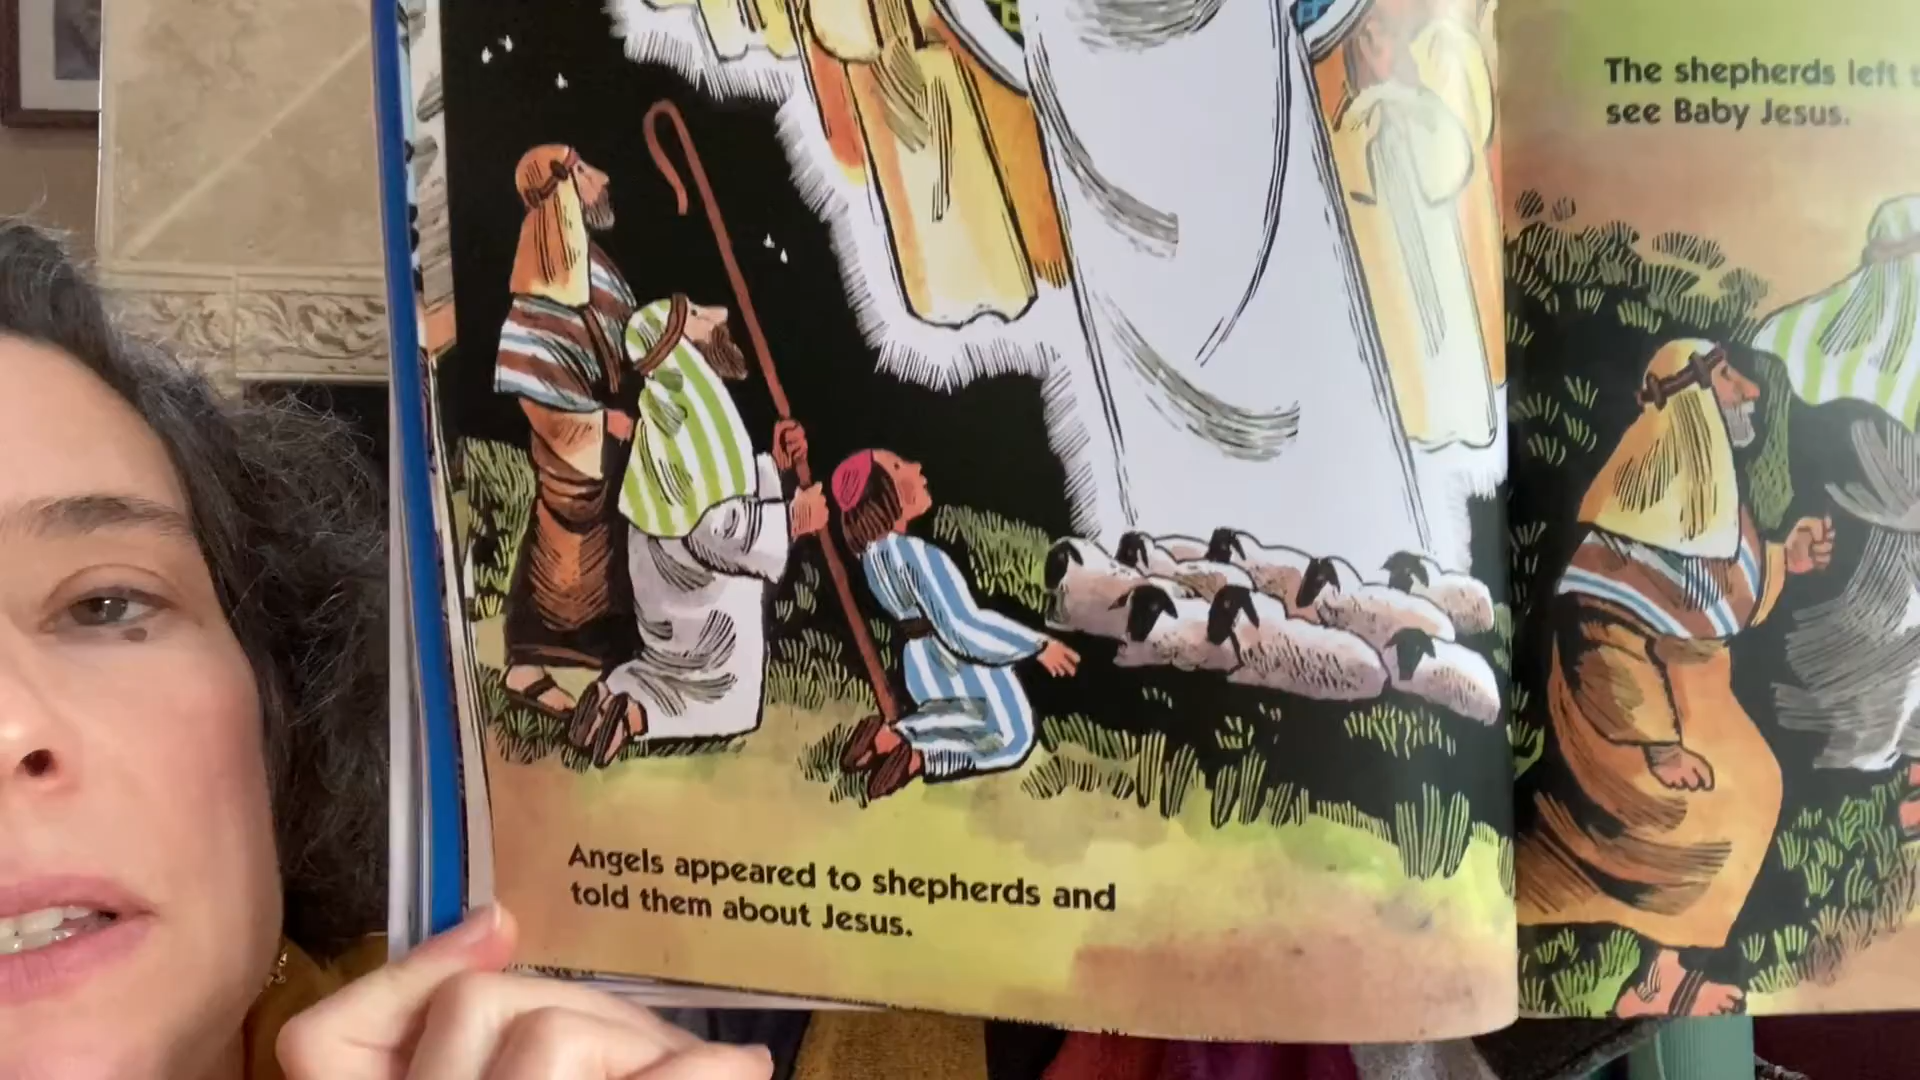 Angels appeared to shepherds and
told them about Jesus.
The shepherds left
see Baby Jesus.